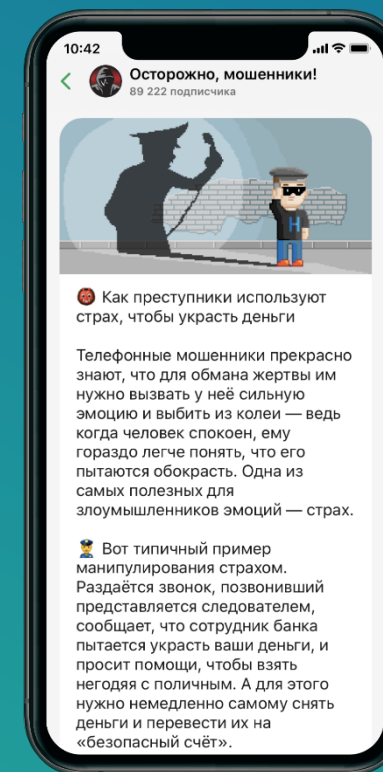 10:42
Осторожно, мошенники!
89 222 подписчика
H
👹 Как преступники используют
страх, чтобы украсть деньги
Телефонные мошенники прекрасно
знают, что для обмана жертвы им
нужно вызвать у неё сильную
эмоцию и выбить из колеи — ведь
когда человек спокоен, ему
гораздо легче понять, что его
пытаются обокрасть. Одна из
самых полезных для
злоумышленников эмоций — страх.
👮 Вот типичный пример
манипулирования страхом.
Раздаётся звонок, позвонивший
представляется следователем,
сообщает, что сотрудник банка
пытается украсть ваши деньги, и
просит помощи, чтобы взять
негодяя с поличным. А для этого
нужно немедленно самому снять
деньги и перевести их на
«безопасный счёт».